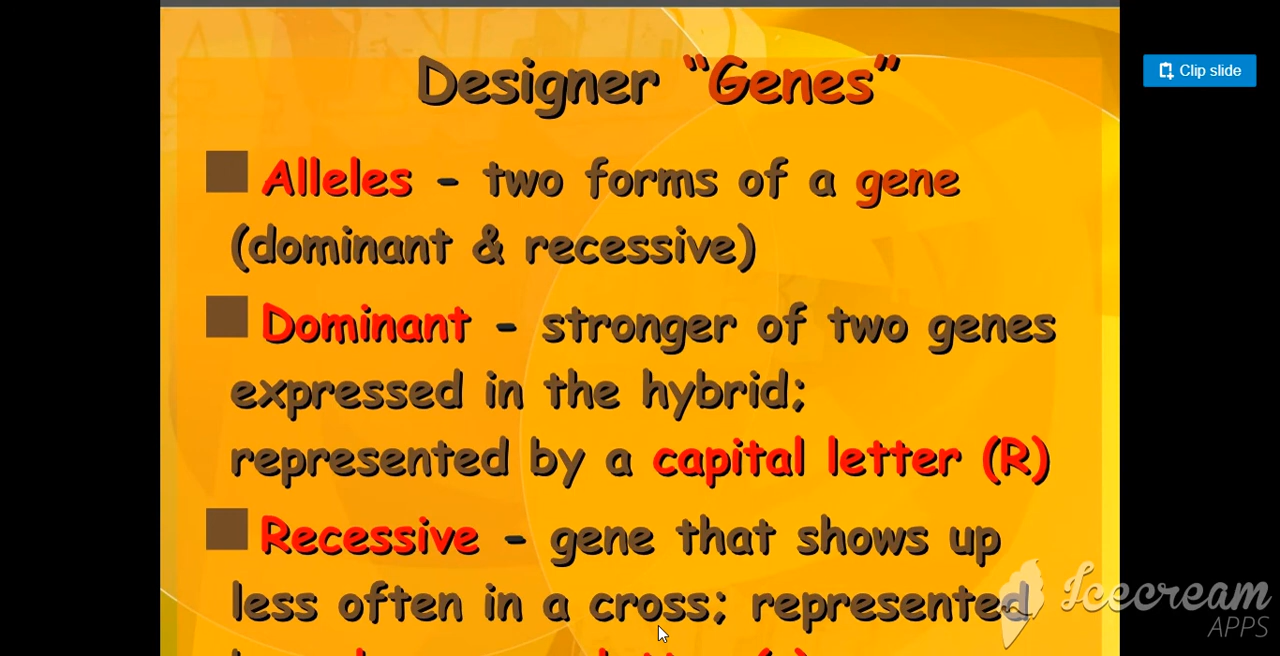 Designer “Genes”
Clip slide
Alleles - two forms of a gene
(dominant & recessive)
Dominant - stronger of two genes
expressed in the hybrid;
represented by a capital letter (R)
Recessive - gene that shows up
less often in a cross; represented
Icecream
APPS